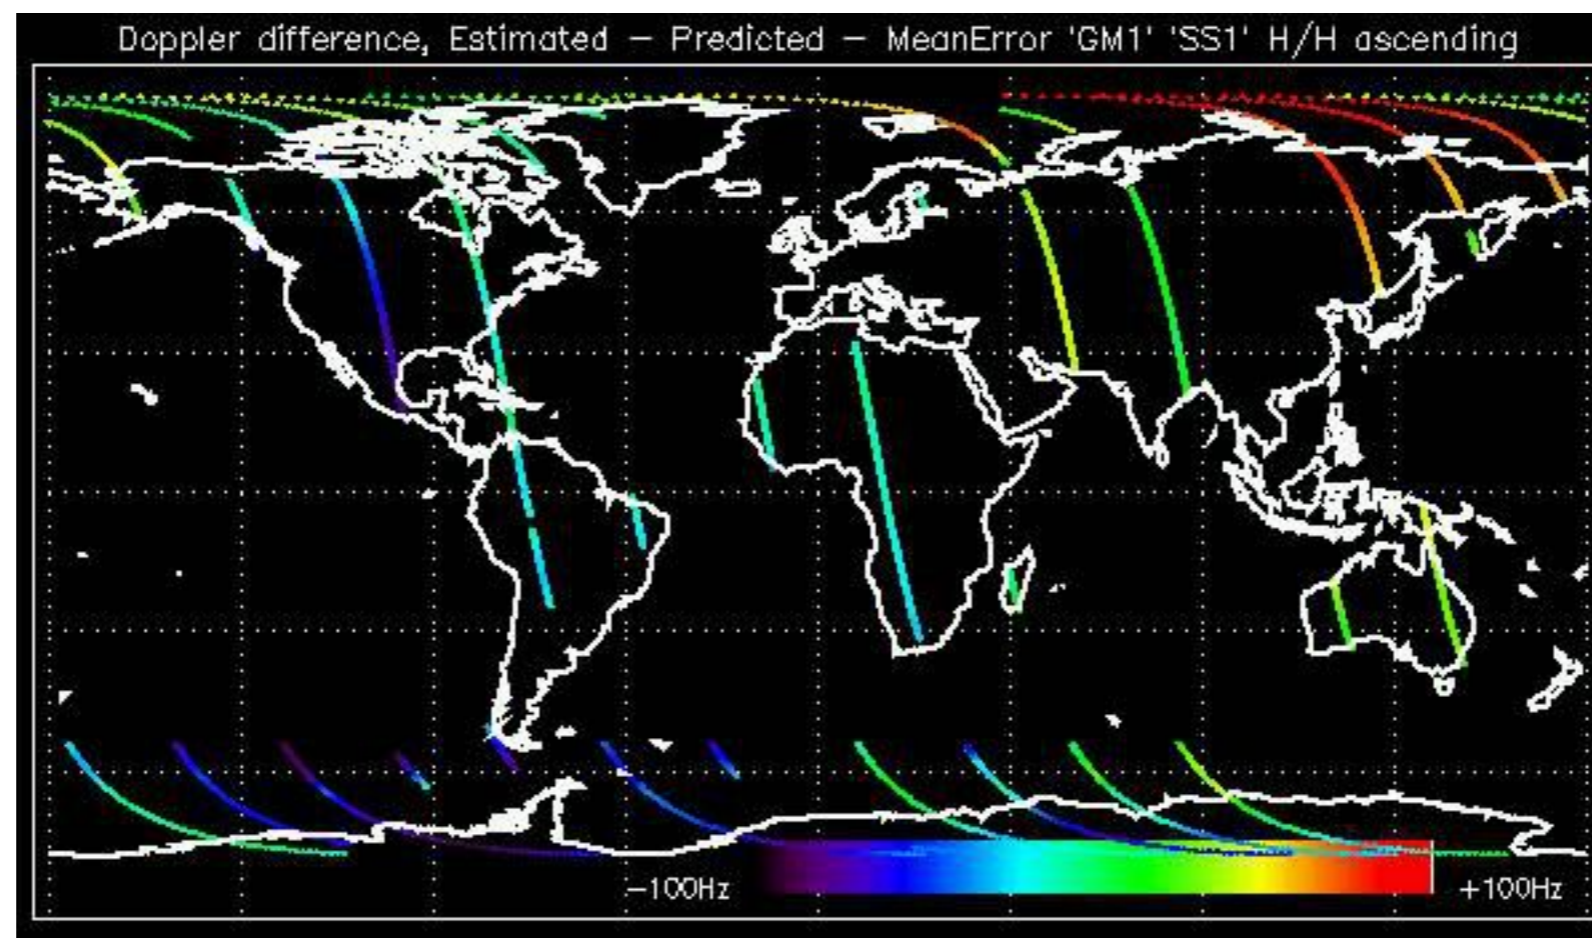 Doppler difference, Estimated − Predicted − MeanError 'GM1' 'SS1' H/H ascending
−100Hz
+100Hz